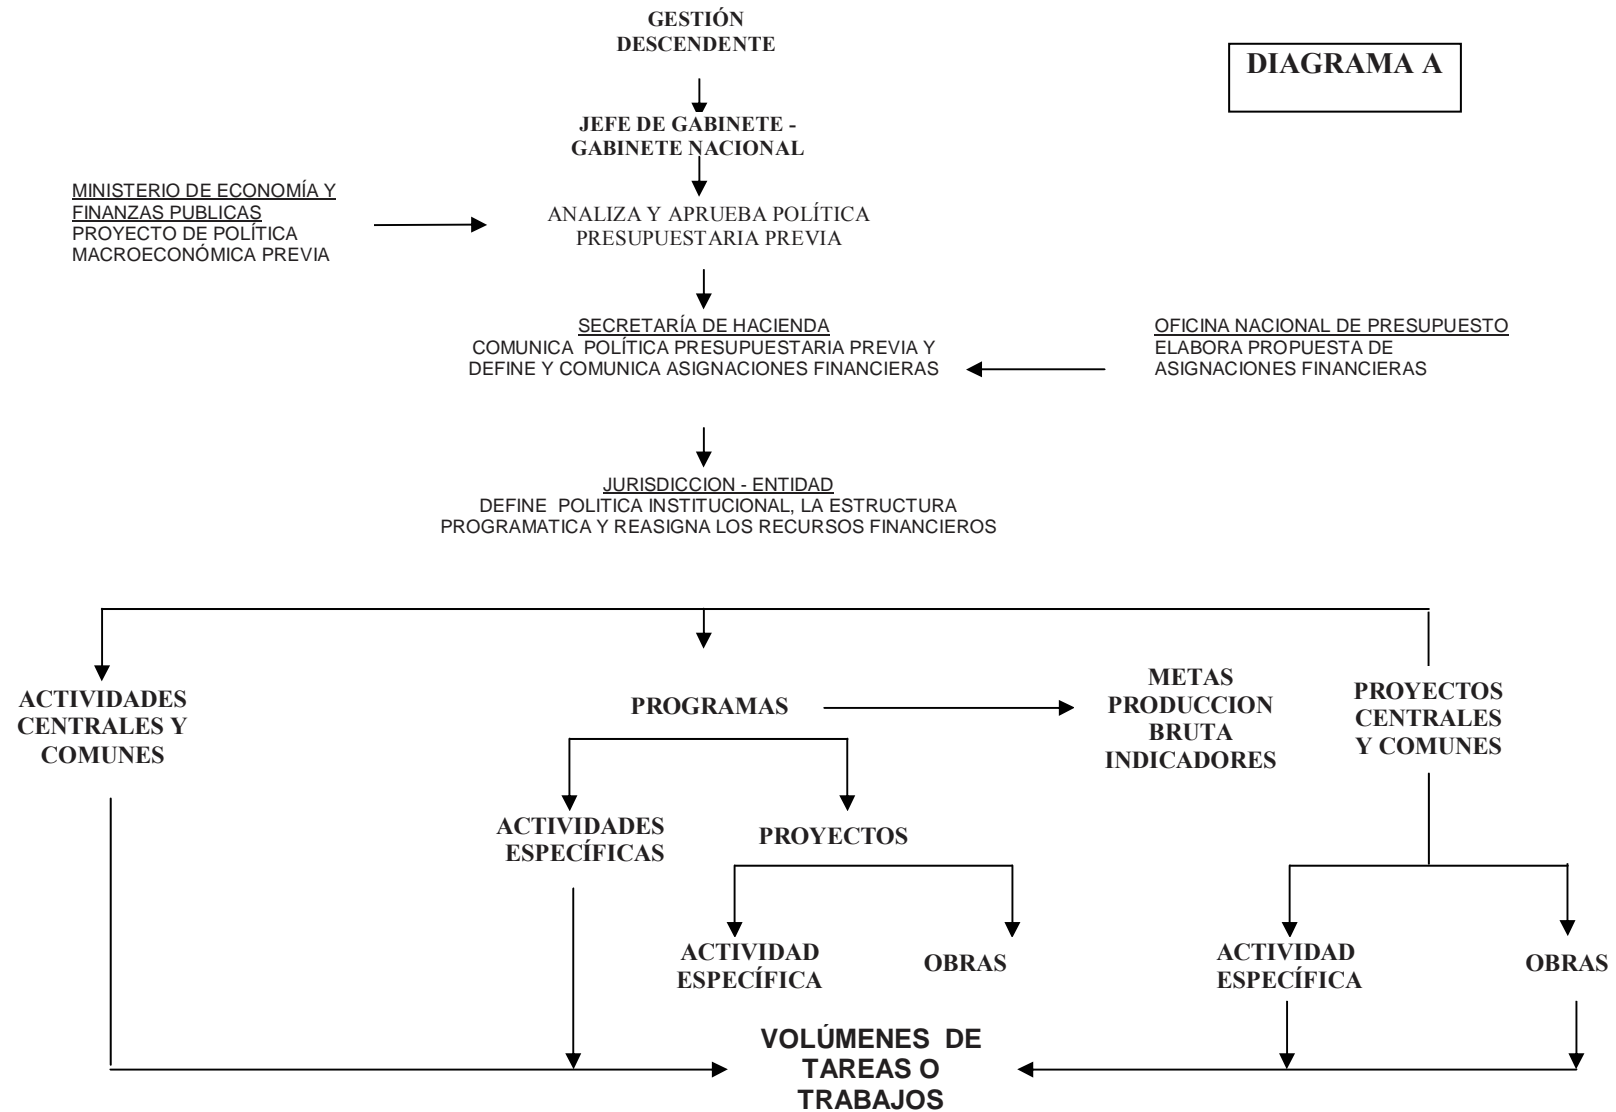 GESTIÓN
DESCENDENTE
DIAGRAMA A
JEFE DE GABINETE -
GABINETE NACIONAL
MINISTERIO DE ECONOMÍA Y
FINANZAS PUBLICAS
PROYECTO DE POLÍTICA
MACROECONÓMICA PREVIA
ANALIZA Y APRUEBA POLÍTICA
PRESUPUESTARIA PREVIA
SECRETARÍA DE HACIENDA
COMUNICA POLÍTICA PRESUPUESTARIA PREVIA Y
DEFINE Y COMUNICA ASIGNACIONES FINANCIERAS
OFICINA NACIONAL DE PRESUPUESTO
ELABORA PROPUESTA DE
ASIGNACIONES FINANCIERAS
JURISDICCION - ENTIDAD
DEFINE POLITICA INSTITUCIONAL, LA ESTRUCTURA
PROGRAMATICA Y REASIGNA LOS RECURSOS FINANCIEROS
ACTIVIDADES
CENTRALES Y
COMUNES
PROGRAMAS
METAS
PRODUCCION
BRUTA
INDICADORES
PROYECTOS
CENTRALES
Y COMUNES
ACTIVIDADES
ESPECÍFICAS
PROYECTOS
ACTIVIDAD
ESPECÍFICA
OBRAS
ACTIVIDAD
ESPECÍFICA
OBRAS
VOLÚMENES DE
TAREAS O
TRABAJOS